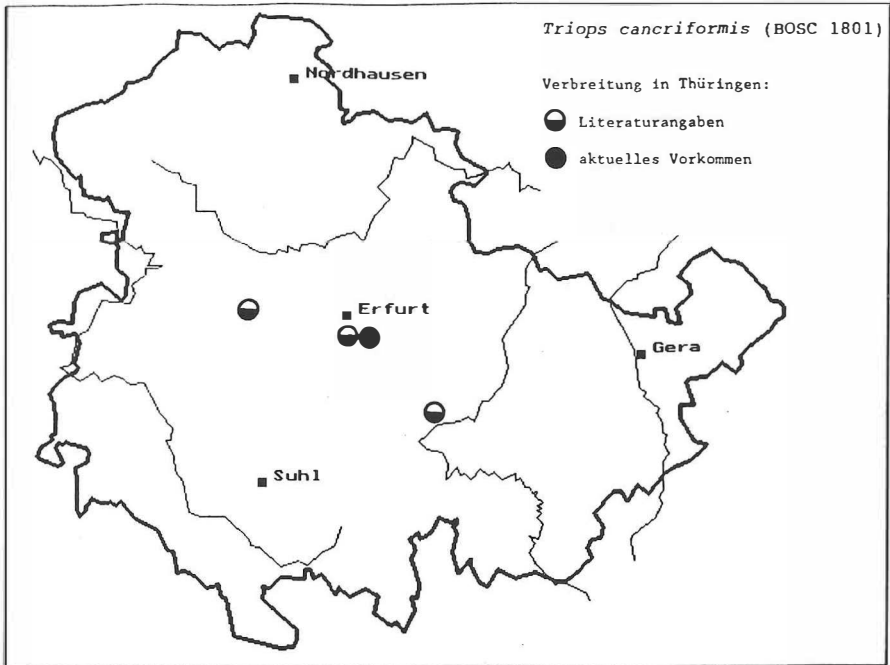 Triops cancriformis (BOSC 1801)
Nordhausen
Verbreitung in Thüringen:
Literaturangaben
aktuelles Vorkommen
Erfurt
Gera
Suhl